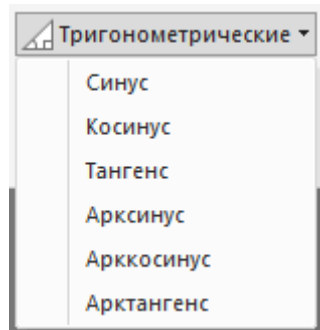 Тригонометрические
Синус
Косинус
Тангенс
Арксинус
Арккосинус
Арктангенс